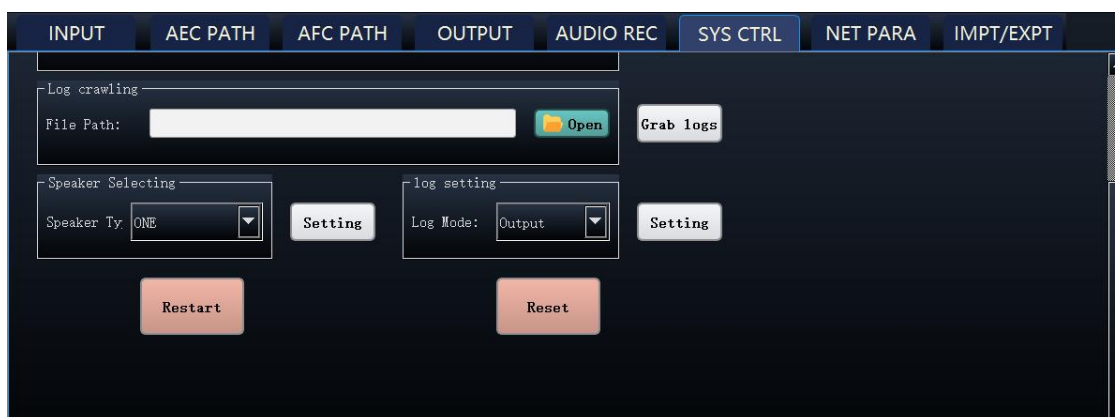 INPUT AEC PATH AFC PATH OUTPUT AUDIO REC SYS CTRL NET PARA IMPT/EXPT
Log crawling
File Path: Open Grab logs
Speaker Selecting log setting
Speaker Ty ONE Setting Log Mode: Output Setting
Restart Reset